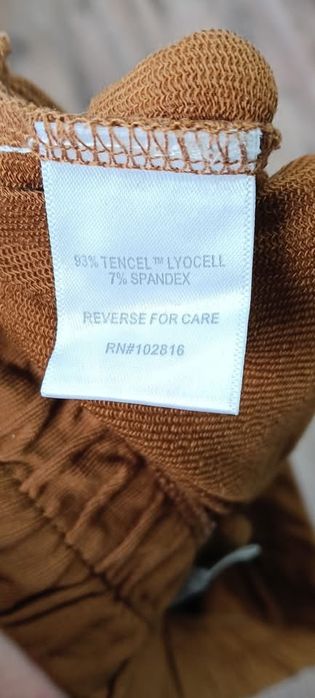 93% TENCEL™ LYOCELL
7% SPANDEX
REVERSE FOR CARE
RN#102816